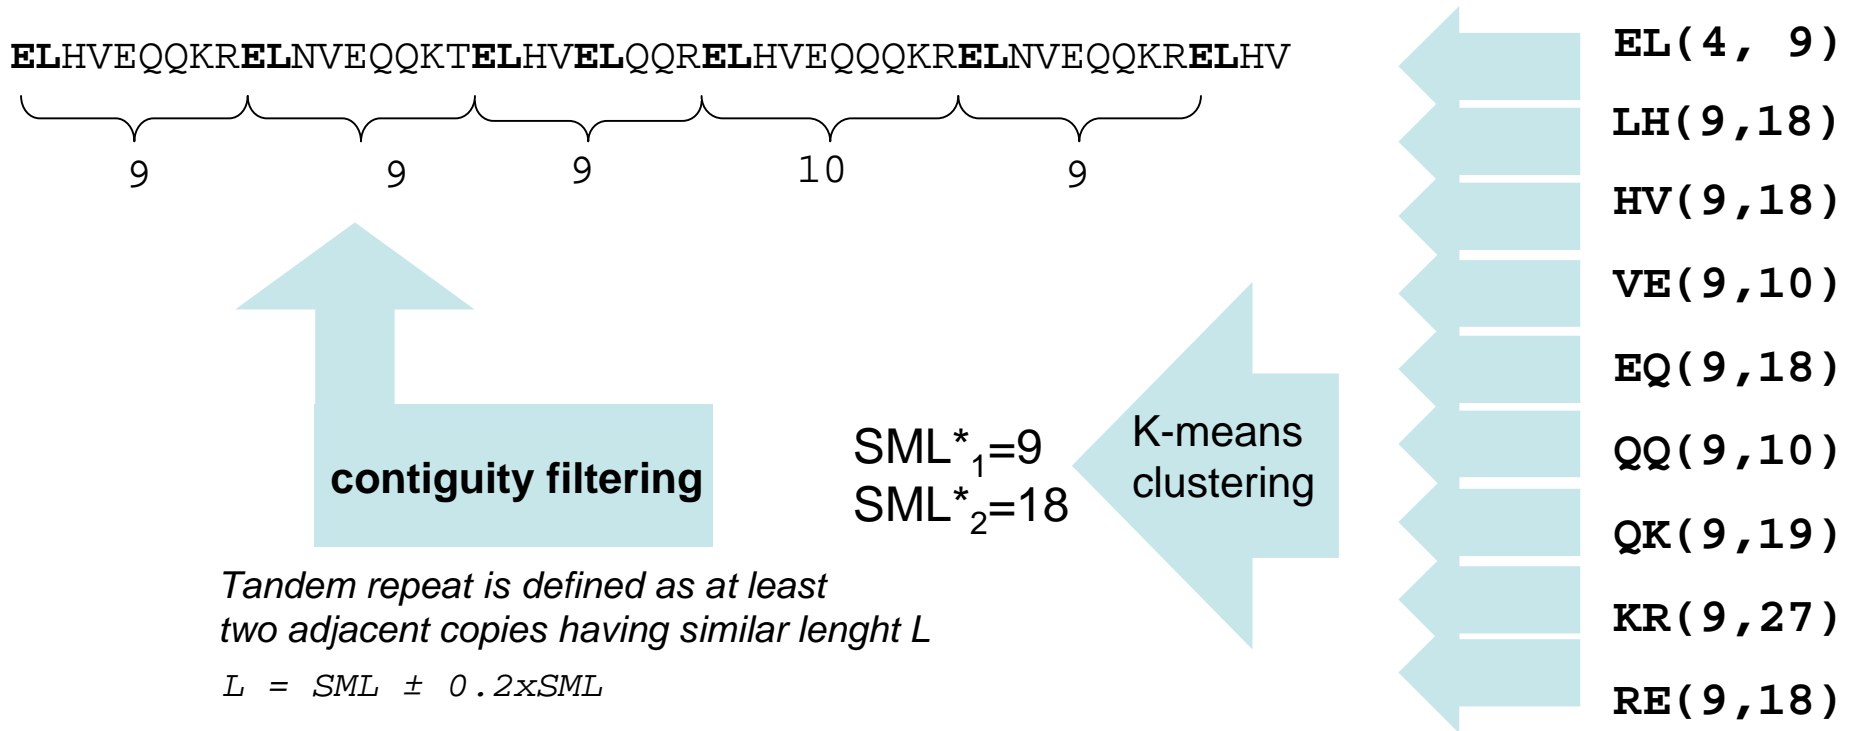 ELHVEQQKRELNVEQQKTELHVELQQRELHVEQQQKRELNVEQQKRELHV
9 9 9 10 9
contiguity filtering
Tandem repeat is defined as at least
two adjacent copies having similar lenght L
L = SML ± 0.2xSML
SML*1=9
SML*2=18
K-means
clustering
EL(4, 9)
LH(9,18)
HV(9,18)
VE(9,10)
EQ(9,18)
QQ(9,10)
QK(9,19)
KR(9,27)
RE(9,18)